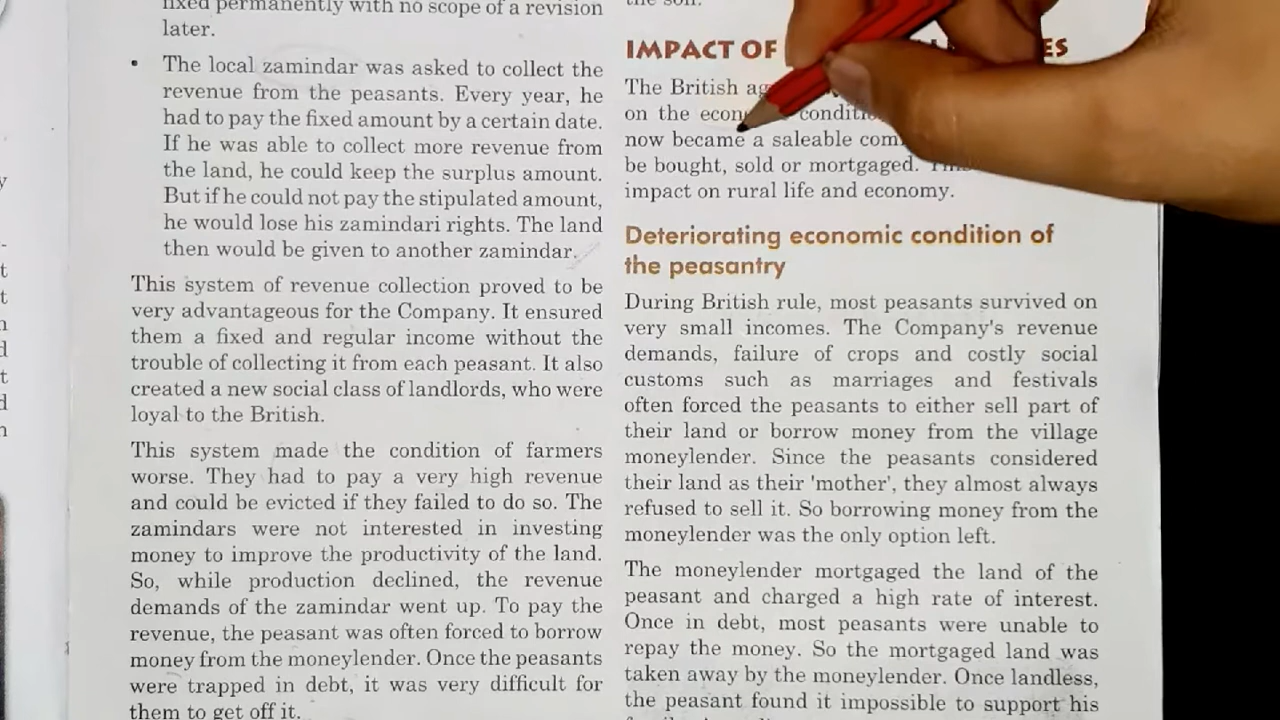 fixed permanently with no scope of a revision
later.
• The local zamindar was asked to collect the
revenue from the peasants. Every year, he
had to pay the fixed amount by a certain date.
If he was able to collect more revenue from
the land, he could keep the surplus amount.
But if he could not pay the stipulated amount,
he would lose his zamindari rights. The land
then would be given to another zamindar.
This system of revenue collection proved to be
very advantageous for the Company. It ensured
them a fixed and regular income without the
trouble of collecting it from each peasant. It also
created a new social class of landlords, who were
loyal to the British.
This system made the condition of farmers
worse. They had to pay a very high revenue
and could be evicted if they failed to do so. The
zamindars were not interested in investing
money to improve the productivity of the land.
So, while production declined, the revenue
demands of the zamindar went up. To pay the
revenue, the peasant was often forced to borrow
money from the moneylender. Once the peasants
were trapped in debt, it was very difficult for
them to get off it.
the soil.
IMPACT OF
The British
on the
now became a saleable
be bought, sold or mortgaged.
impact on rural life and economy.
Deteriorating economic condition of
the peasantry
During British rule, most peasants survived on
very small incomes. The Company's revenue
demands, failure of crops and costly social
customs such as marriages and festivals
often forced the peasants to either sell part of
their land or borrow money from the village
moneylender. Since the peasants considered
their land as their 'mother', they almost always
refused to sell it. So borrowing money from the
moneylender was the only option left.
The moneylender mortgaged the land of the
peasant and charged a high rate of interest.
Once in debt, most peasants were unable to
repay the money. So the mortgaged land was
taken away by the moneylender. Once landless,
the peasant found it impossible to support his